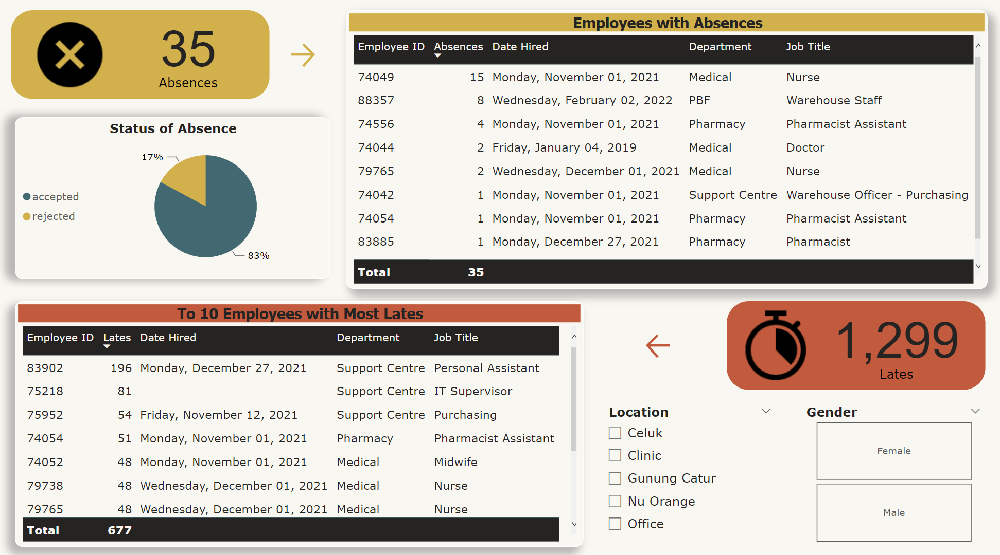 35
Absences
Employees with Absences
Employee ID Absences Date Hired Department Job Title
74049 15 Monday, November 01, 2021 Medical Nurse
88357 8 Wednesday, February 02, 2022 PBF Warehouse Staff
74556 4 Monday, November 01, 2021 Pharmacy Pharmacist Assistant
74044 2 Friday, January 04, 2019 Medical Doctor
79765 2 Wednesday, December 01, 2021 Medical Nurse
74042 1 Monday, November 01, 2021 Support Centre Warehouse Officer - Purchasing
74054 1 Monday, November 01, 2021 Pharmacy Pharmacist Assistant
83885 1 Monday, December 27, 2021 Pharmacy Pharmacist
Total 35
Status of Absence
17%
accepted
rejected
83%
To 10 Employees with Most Lates
Employee ID Lates Date Hired Department Job Title
83902 196 Monday, December 27, 2021 Support Centre Personal Assistant
75218 81 Support Centre IT Supervisor
75952 54 Friday, November 12, 2021 Support Centre Purchasing
74054 51 Monday, November 01, 2021 Pharmacy Pharmacist Assistant
74052 48 Monday, November 01, 2021 Medical Midwife
79738 48 Wednesday, December 01, 2021 Medical Nurse
79765 48 Wednesday, December 01, 2021 Medical Nurse
Total 677
1,299
Lates
Location
Celuk
Clinic
Gunung Catur
Nu Orange
Office
Gender
Female
Male